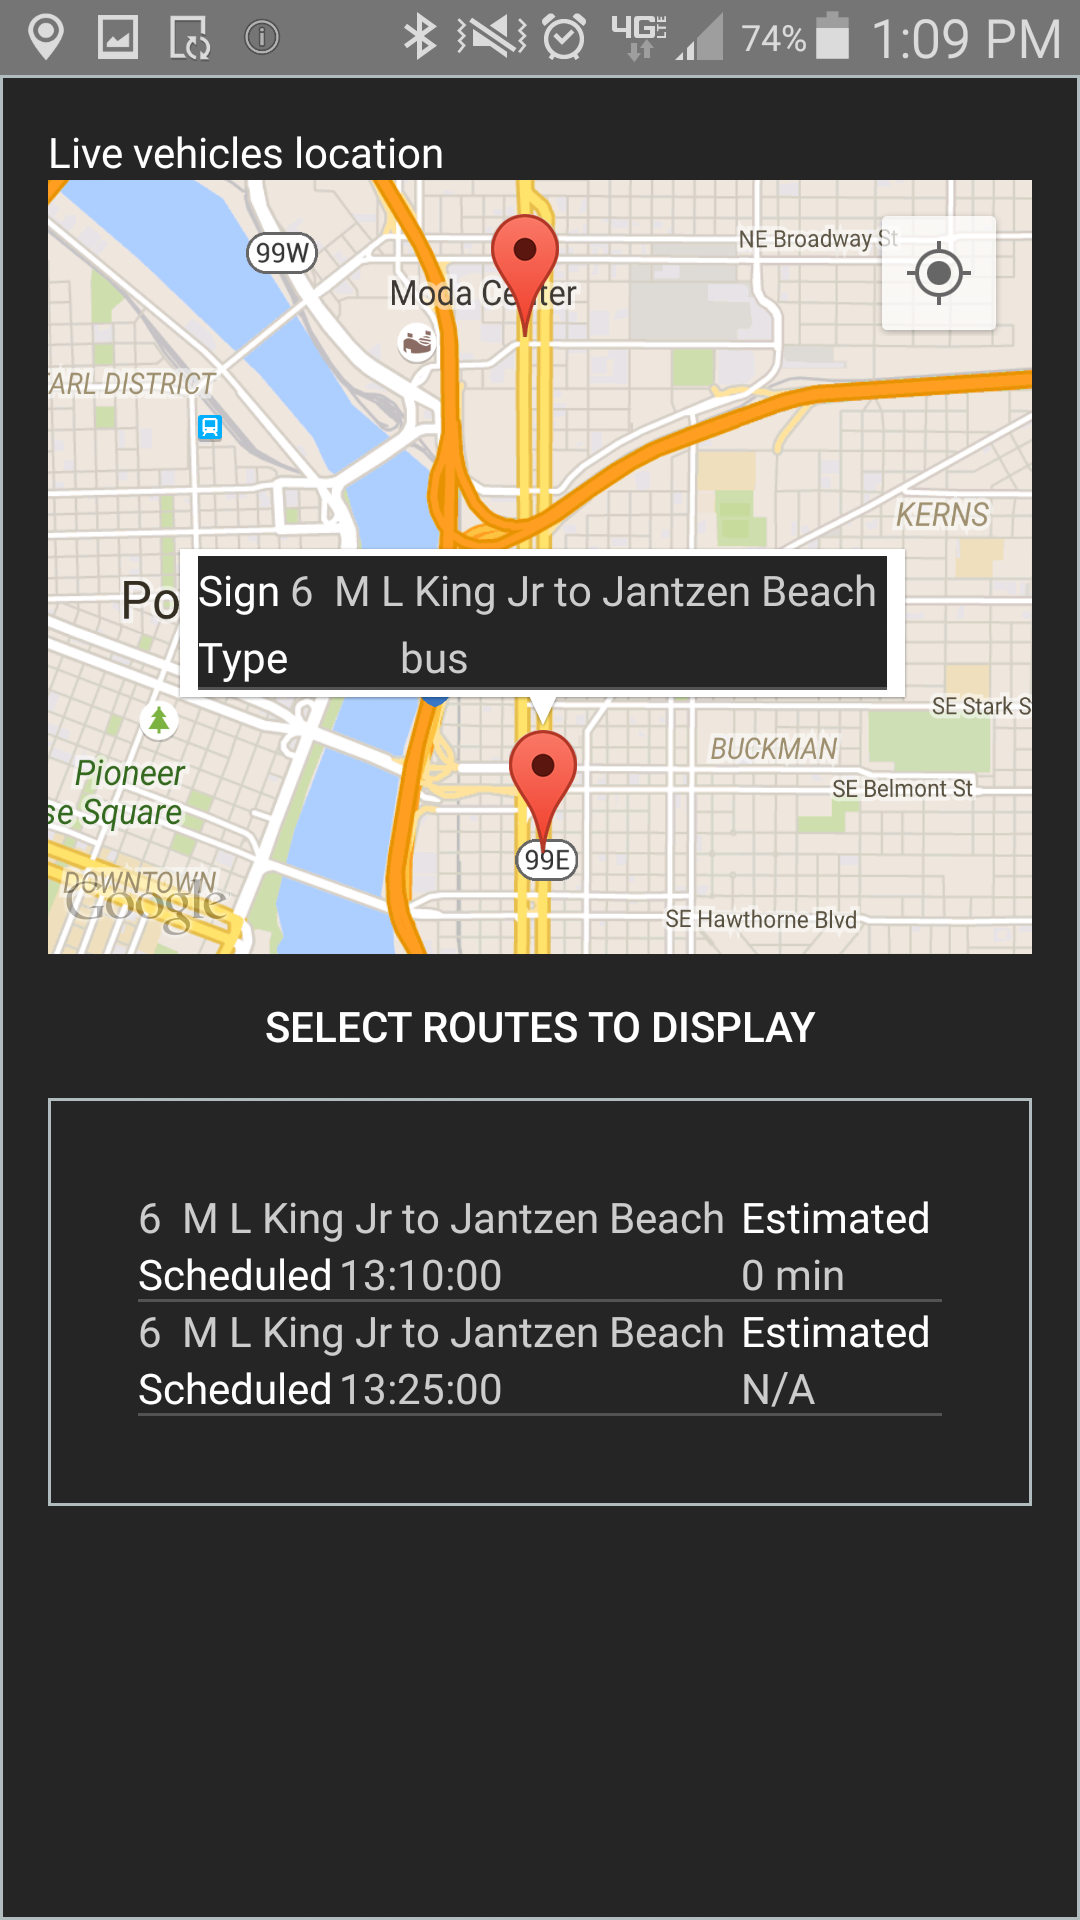 4G LTE 74% 1:09 PM
Live vehicles location
99W
NE Broadway St
Moda Center
EARL DISTRICT
KERNS
Po
Sign 6 M L King Jr to Jantzen Beach
Type bus
SE Stark S
BUCKMAN
Pioneer
se Square
SE Belmont St
99E
DOWNTOWN
Google
SE Hawthorne Blvd
SELECT ROUTES TO DISPLAY
6 M L King Jr to Jantzen Beach Estimated
Scheduled 13:10:00 0 min
6 M L King Jr to Jantzen Beach Estimated
Scheduled 13:25:00 N/A